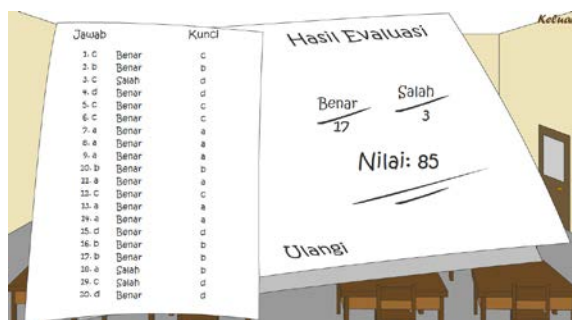 Keluar
Jawab Kunci
1. c Benar c
2. b Benar b
3. c Salah d
4. d Benar d
5. c Benar c
6. c Benar c
7. a Benar a
8. a Benar a
9. a Benar a
10. b Benar b
11. a Benar a
12. c Benar c
13. a Benar a
14. a Benar a
15. d Benar d
16. b Benar b
17. b Benar b
18. a Salah b
19. c Salah d
20. d Benar d
Hasil Evaluasi
Benar Salah
17 3
Nilai: 85
Ulangi